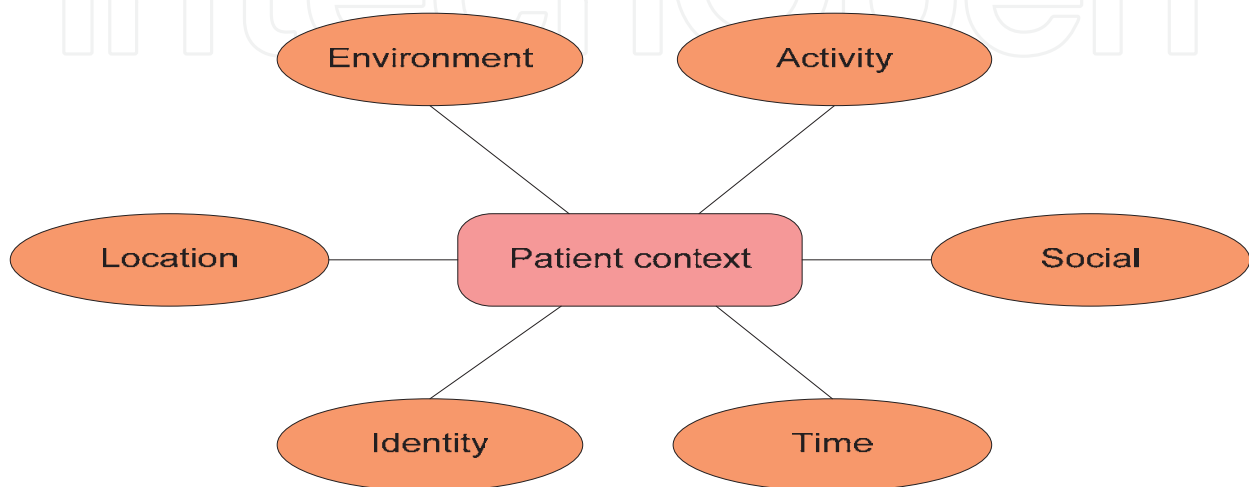 Environment
Activity
Location
Patient context
Social
Identity
Time